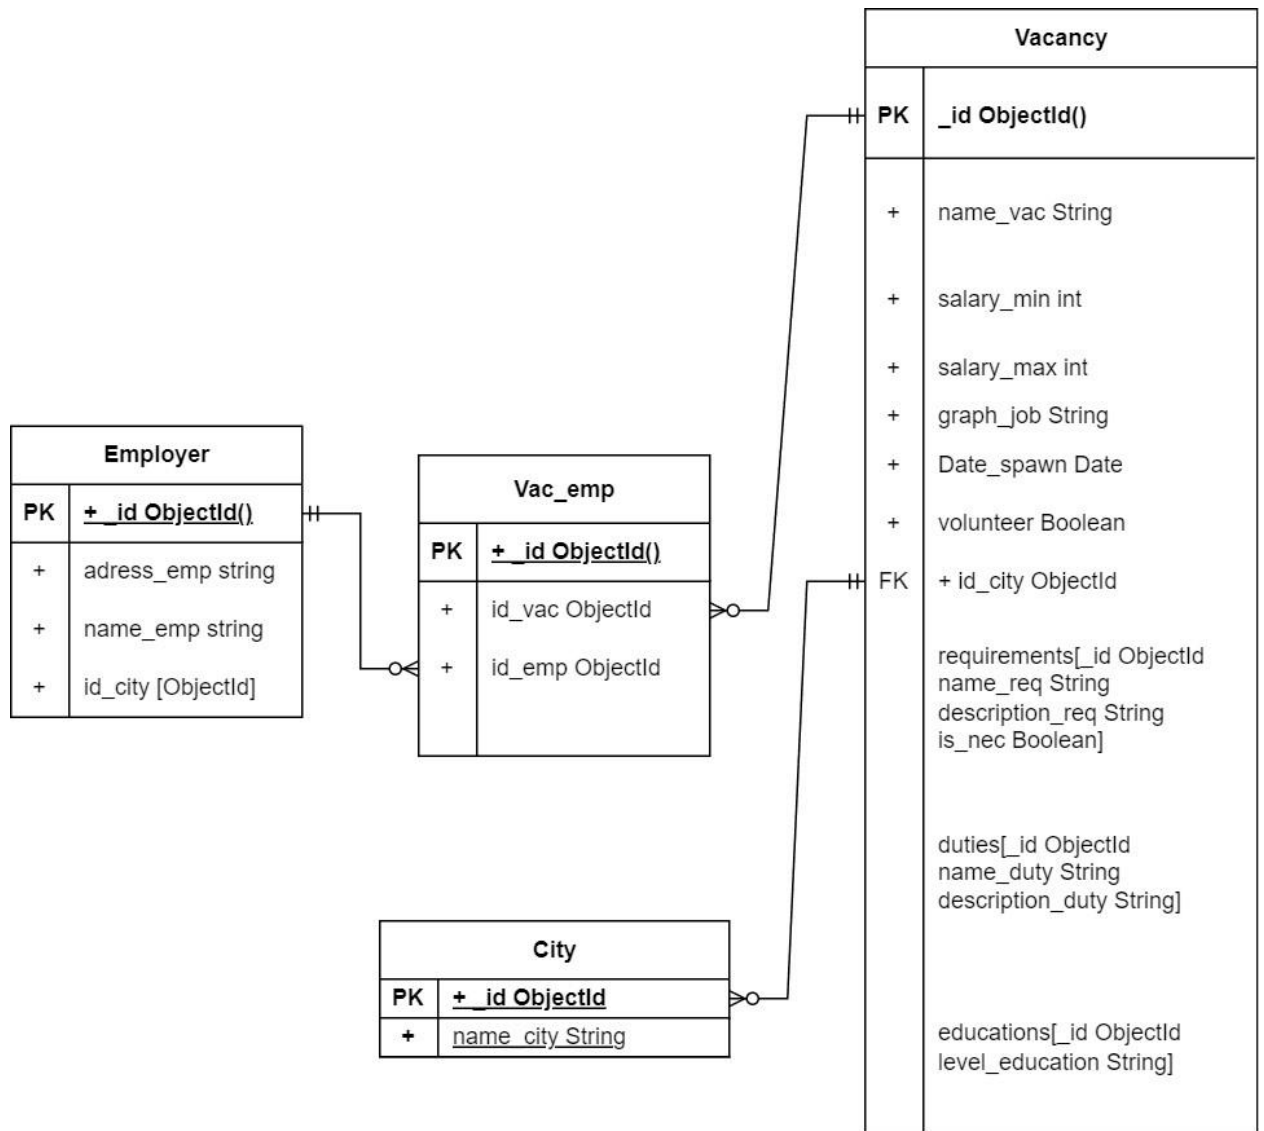 Vacancy
PK _id ObjectId()
+ name_vac String
+ salary_min int
+ salary_max int
+ graph_job String
+ Date_spawn Date
+ volunteer Boolean
FK + id_city ObjectId
requirements[_id ObjectId
name_req String
description_req String
is_nec Boolean]
duties[_id ObjectId
name_duty String
description_duty String]
educations[_id ObjectId
level_education String]
Employer
PK + _id ObjectId()
+ adress_emp string
+ name_emp string
+ id_city [ObjectId]
Vac_emp
PK + _id ObjectId()
+ id_vac ObjectId
+ id_emp ObjectId
City
PK + _id ObjectId
+ name_city String